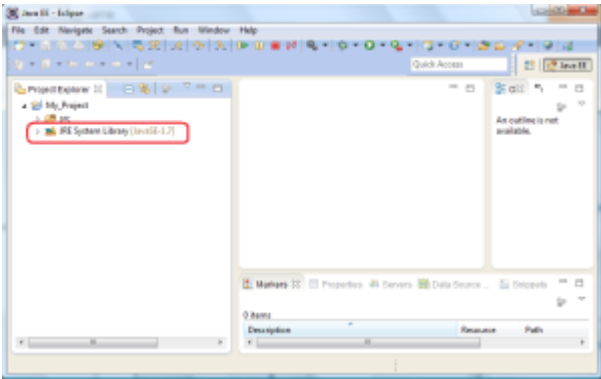 Java EE - Eclipse
File Edit Navigate Search Project Run Window Help
Quick Access
Java EE
Project Explorer
My_Project
src
JRE System Library [JavaSE-1.7]
An outline is not
available.
Markers Properties Servers Data Source... Snippets
0 items
Description Resource Path